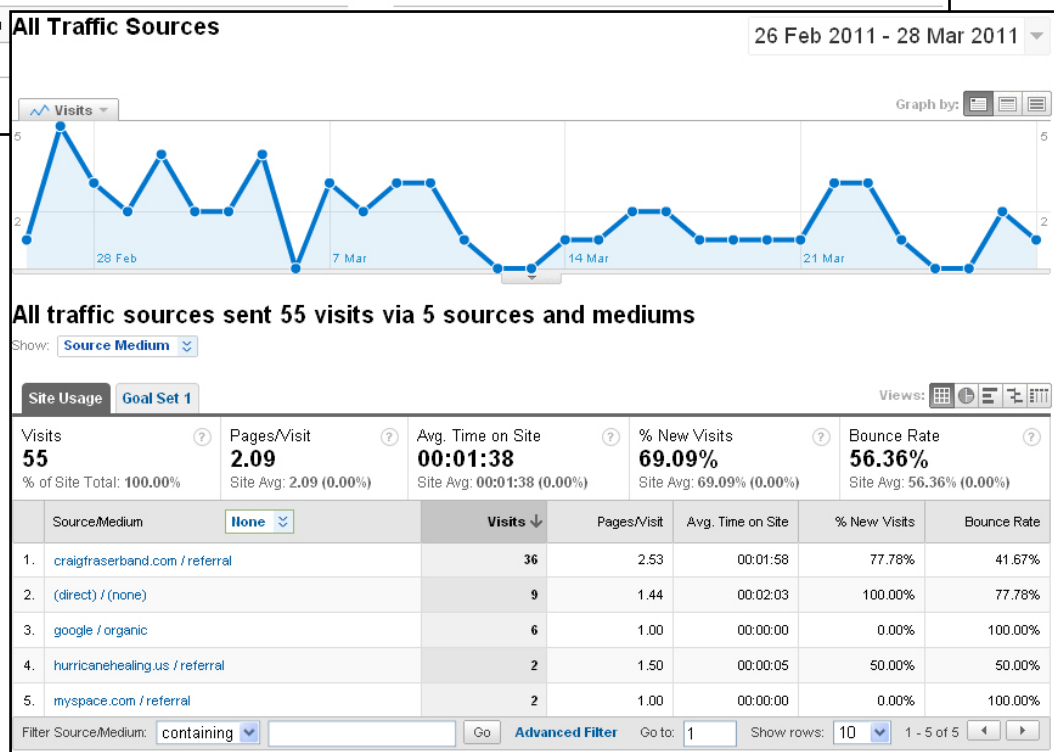 All Traffic Sources
26 Feb 2011 - 28 Mar 2011
Visits
Graph by:
5 5
2 2
28 Feb 7 Mar 14 Mar 21 Mar
All traffic sources sent 55 visits via 5 sources and mediums
Show: Source Medium
Site Usage Goal Set 1 Views:
Visits ? Pages/Visit ? Avg. Time on Site ? % New Visits ? Bounce Rate ?
55 2.09 00:01:38 69.09% 56.36%
% of Site Total: 100.00% Site Avg: 2.09 (0.00%) Site Avg: 00:01:38 (0.00%) Site Avg: 69.09% (0.00%) Site Avg: 56.36% (0.00%)
Source/Medium None Visits Pages/Visit Avg. Time on Site % New Visits Bounce Rate
1. craigfraserband.com / referral 36 2.53 00:01:58 77.78% 41.67%
2. (direct) / (none) 9 1.44 00:02:03 100.00% 77.78%
3. google / organic 6 1.00 00:00:00 0.00% 100.00%
4. hurricanehealing.us / referral 2 1.50 00:00:05 50.00% 50.00%
5. myspace.com / referral 2 1.00 00:00:00 0.00% 100.00%
Filter Source/Medium: containing Go Advanced Filter Go to: 1 Show rows: 10 1 - 5 of 5